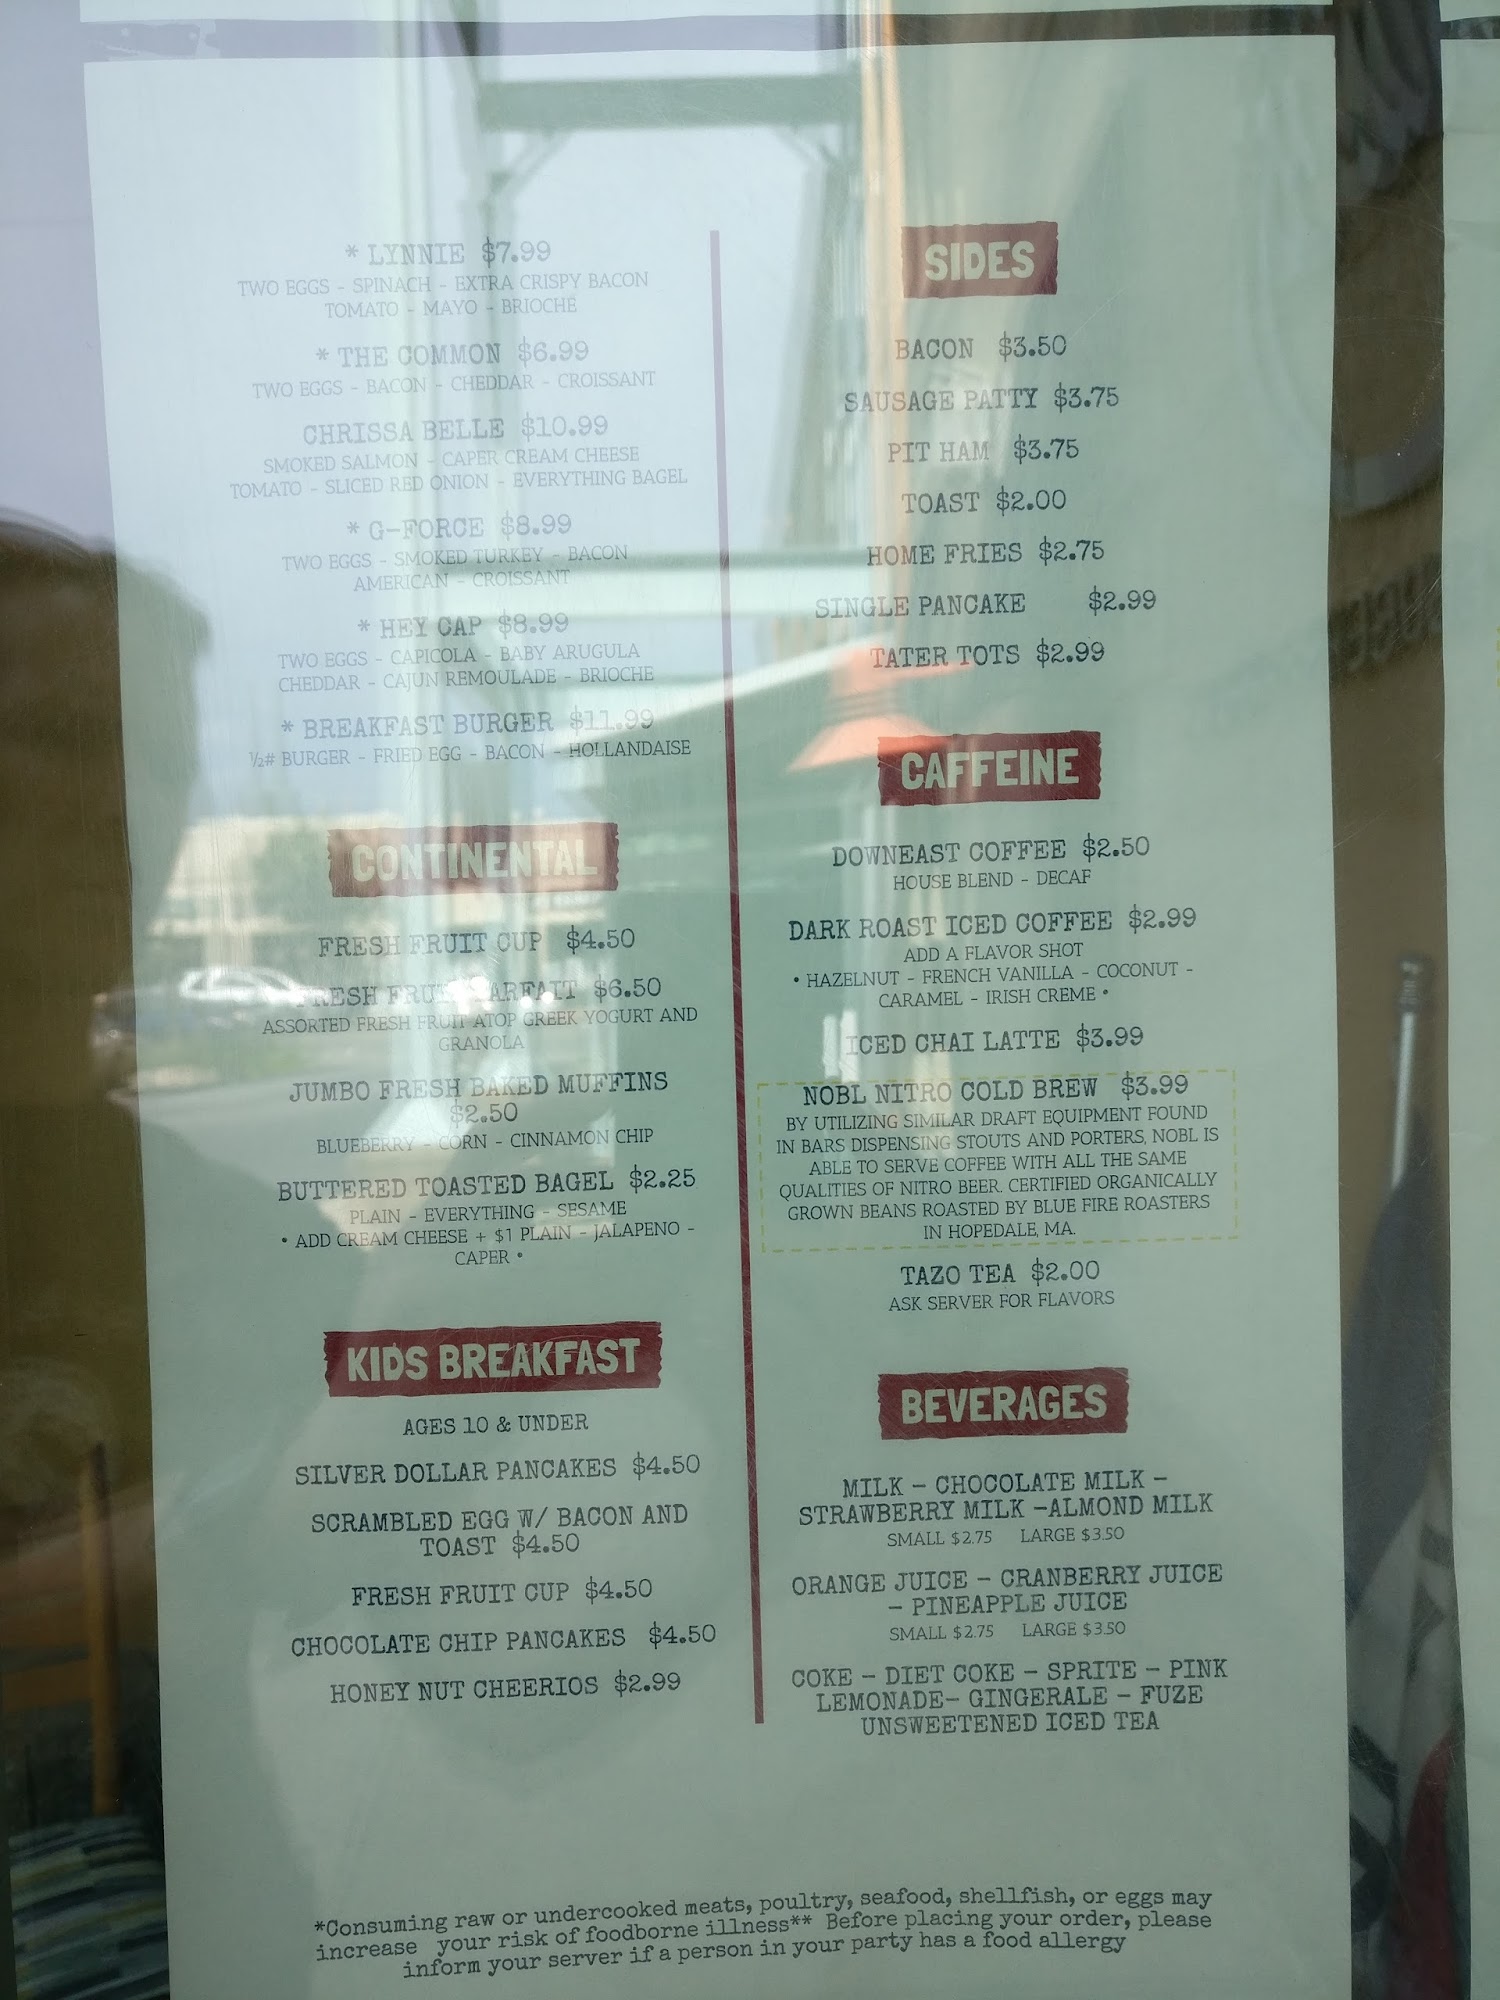 * LYNNIE $7.99
TWO EGGS - SPINACH - EXTRA CRISPY BACON
TOMATO - MAYO - BRIOCHE
* THE COMMON $6.99
TWO EGGS - BACON - CHEDDAR - CROISSANT
CHRISSA BELLE $10.99
SMOKED SALMON - CAPER CREAM CHEESE
TOMATO - SLICED RED ONION - EVERYTHING BAGEL
* G-FORCE $8.99
TWO EGGS - SMOKED TURKEY - BACON
AMERICAN - CROISSANT
* HEY CAP $8.99
TWO EGGS - CAPICOLA - BABY ARUGULA
CHEDDAR - CAJUN REMOULADE - BRIOCHE
* BREAKFAST BURGER $11.99
½# BURGER - FRIED EGG - BACON - HOLLANDAISE
CONTINENTAL
FRESH FRUIT CUP $4.50
FRESH FRUIT PARFAIT $6.50
ASSORTED FRESH FRUIT ATOP GREEK YOGURT AND
GRANOLA
JUMBO FRESH BAKED MUFFINS
$2.50
BLUEBERRY - CORN - CINNAMON CHIP
BUTTERED TOASTED BAGEL $2.25
PLAIN - EVERYTHING - SESAME
• ADD CREAM CHEESE + $1 PLAIN - JALAPENO -
CAPER •
KIDS BREAKFAST
AGES 10 & UNDER
SILVER DOLLAR PANCAKES $4.50
SCRAMBLED EGG W/ BACON AND
TOAST $4.50
FRESH FRUIT CUP $4.50
CHOCOLATE CHIP PANCAKES $4.50
HONEY NUT CHEERIOS $2.99
SIDES
BACON $3.50
SAUSAGE PATTY $3.75
PIT HAM $3.75
TOAST $2.00
HOME FRIES $2.75
SINGLE PANCAKE $2.99
TATER TOTS $2.99
CAFFEINE
DOWNEAST COFFEE $2.50
HOUSE BLEND - DECAF
DARK ROAST ICED COFFEE $2.99
ADD A FLAVOR SHOT
• HAZELNUT - FRENCH VANILLA - COCONUT -
CARAMEL - IRISH CREME •
ICED CHAI LATTE $3.99
NOBL NITRO COLD BREW $3.99
BY UTILIZING SIMILAR DRAFT EQUIPMENT FOUND
IN BARS DISPENSING STOUTS AND PORTERS, NOBL IS
ABLE TO SERVE COFFEE WITH ALL THE SAME
QUALITIES OF NITRO BEER. CERTIFIED ORGANICALLY
GROWN BEANS ROASTED BY BLUE FIRE ROASTERS
IN HOPEDALE, MA.
TAZO TEA $2.00
ASK SERVER FOR FLAVORS
BEVERAGES
MILK - CHOCOLATE MILK -
STRAWBERRY MILK -ALMOND MILK
SMALL $2.75 LARGE $3.50
ORANGE JUICE - CRANBERRY JUICE
- PINEAPPLE JUICE
SMALL $2.75 LARGE $3.50
COKE - DIET COKE - SPRITE - PINK
LEMONADE- GINGERALE - FUZE
UNSWEETENED ICED TEA
*Consuming raw or undercooked meats, poultry, seafood, shellfish, or eggs may
increase your risk of foodborne illness** Before placing your order, please
inform your server if a person in your party has a food allergy